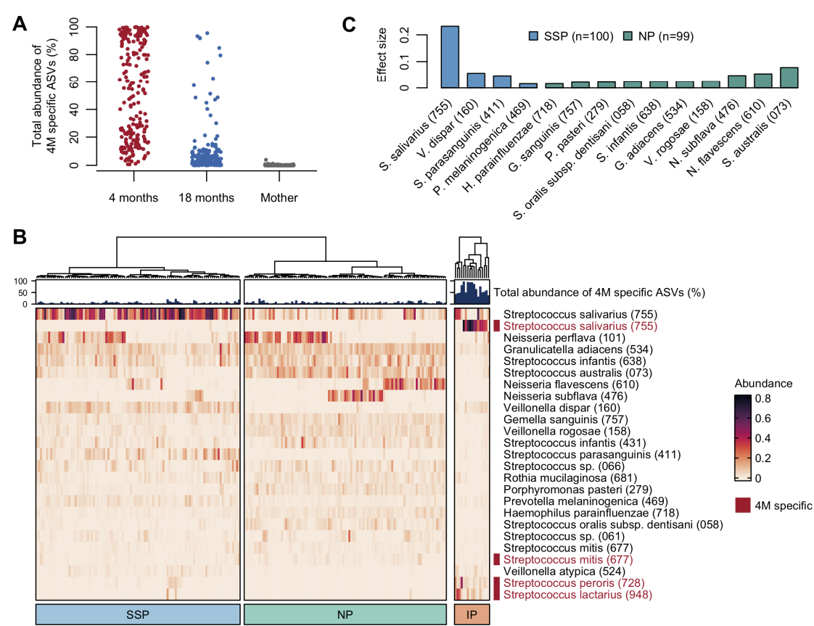 A
Total abundance of
4M specific ASVs (%)
100
80
60
40
20
0
4 months
18 months
Mother
C
Effect size
0.2
0.1
0
SSP (n=100)
NP (n=99)
S. salivarius (755)
V. dispar (160)
S. parasanguinis (411)
P. melaninogenica (469)
H. parainfluenzae (718)
G. sanguinis (757)
P. pasteri (279)
S. oralis subsp. dentisani (058)
S. infantis (638)
G. adiacens (534)
V. rogosae (158)
N. subflava (476)
N. flavescens (610)
S. australis (073)
B
100
50
0
Total abundance of 4M specific ASVs (%)
Streptococcus salivarius (755)
Streptococcus salivarius (755)
Neisseria perflava (101)
Granulicatella adiacens (534)
Streptococcus infantis (638)
Streptococcus australis (073)
Neisseria flavescens (610)
Neisseria subflava (476)
Veillonella dispar (160)
Gemella sanguinis (757)
Veillonella rogosae (158)
Streptococcus infantis (431)
Streptococcus parasanguinis (411)
Streptococcus sp. (066)
Rothia mucilaginosa (681)
Porphyromonas pasteri (279)
Prevotella melaninogenica (469)
Haemophilus parainfluenzae (718)
Streptococcus oralis subsp. dentisani (058)
Streptococcus sp. (061)
Streptococcus mitis (677)
Streptococcus mitis (677)
Veillonella atypica (524)
Streptococcus peroris (728)
Streptococcus lactarius (948)
Abundance
0.8
0.6
0.4
0.2
0
4M specific
SSP
NP
IP